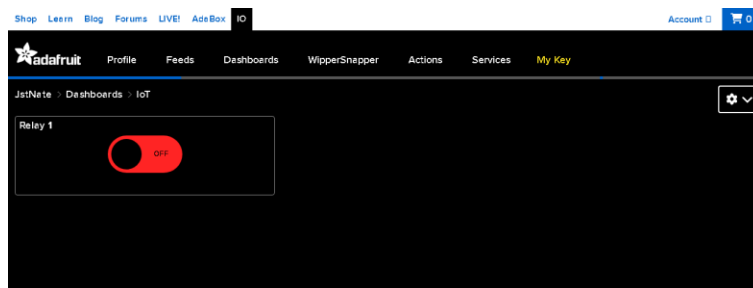 Shop Learn Blog Forums LIVE! AdaBox IO Account 0
adafruit Profile Feeds Dashboards WipperSnapper Actions Services My Key
JstNate > Dashboards > IoT
Relay 1
OFF